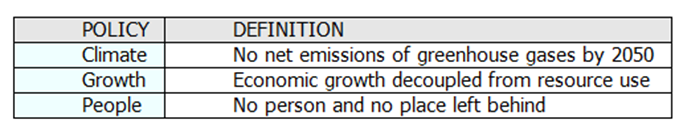 POLICY DEFINITION
Climate No net emissions of greenhouse gases by 2050
Growth Economic growth decoupled from resource use
People No person and no place left behind